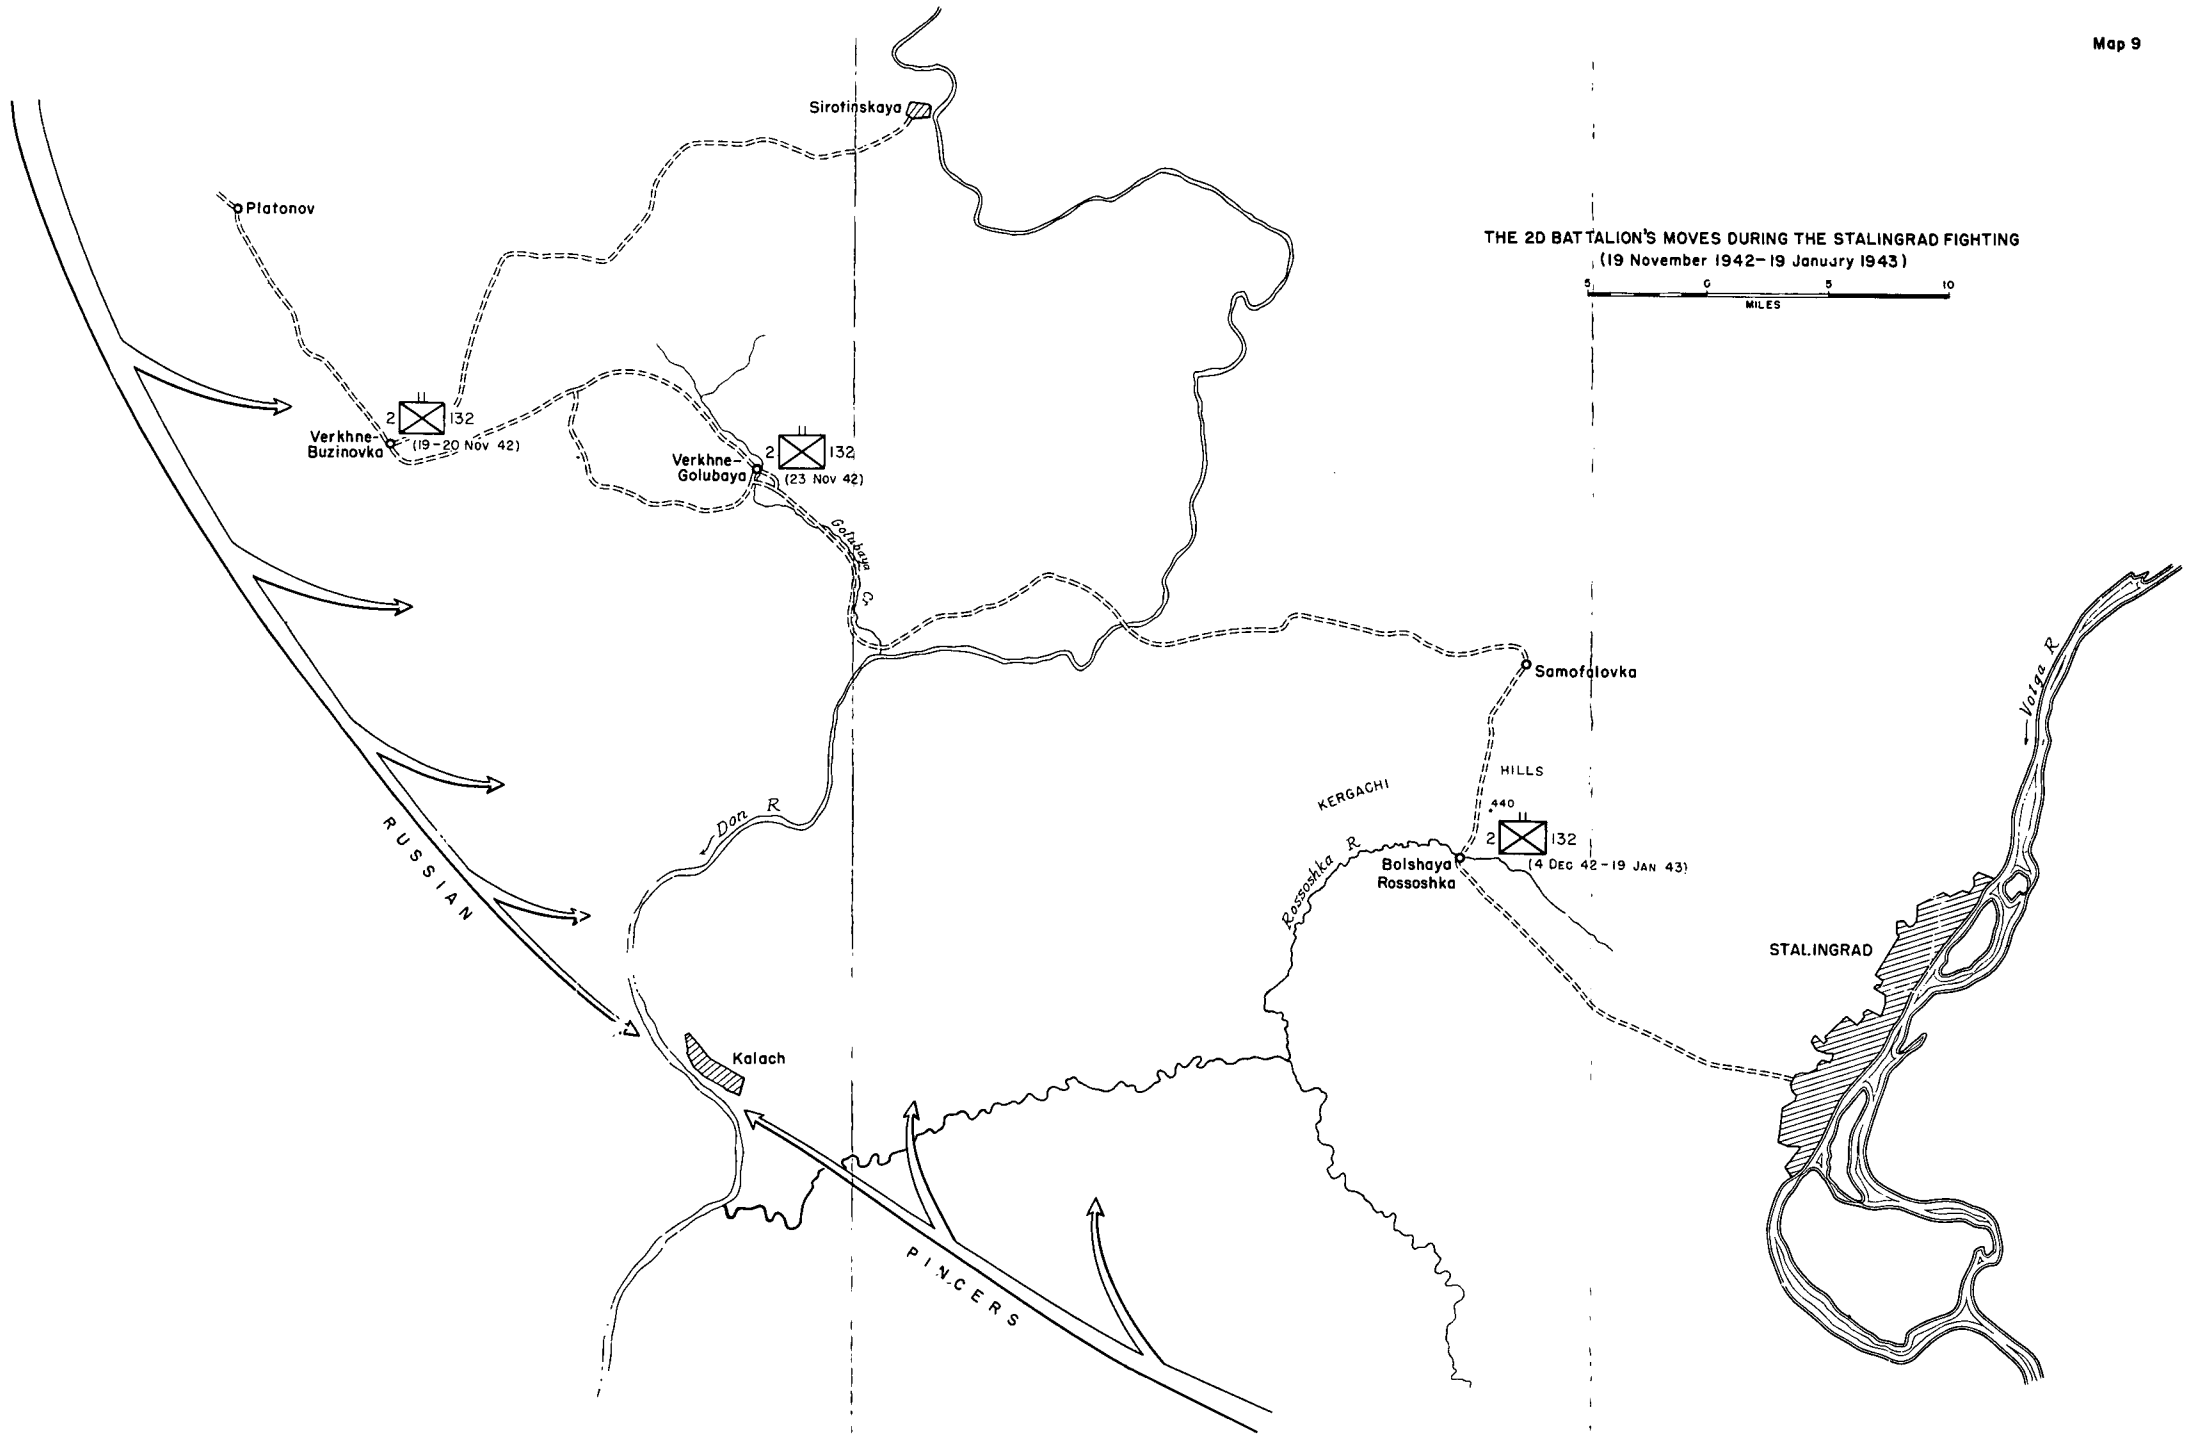 Map 9
Sirotinskaya
Platonov
THE 2D BATTALION'S MOVES DURING THE STALINGRAD FIGHTING
(19 November 1942-19 January 1943)
5 0 5 10
MILES
2 132
Verkhne-
Buzinovka
(19-20 Nov 42)
2 132
Verkhne-
Golubaya
(23 Nov 42)
Golubaya Cr
Samofalovka
Volga R
KERGACHI HILLS
.440
2 132
(4 DEC 42-19 JAN 43)
Bolshaya
Rossoshka
Rossoshka R
Don R
RUSSIAN
STALINGRAD
Kalach
PINCERS